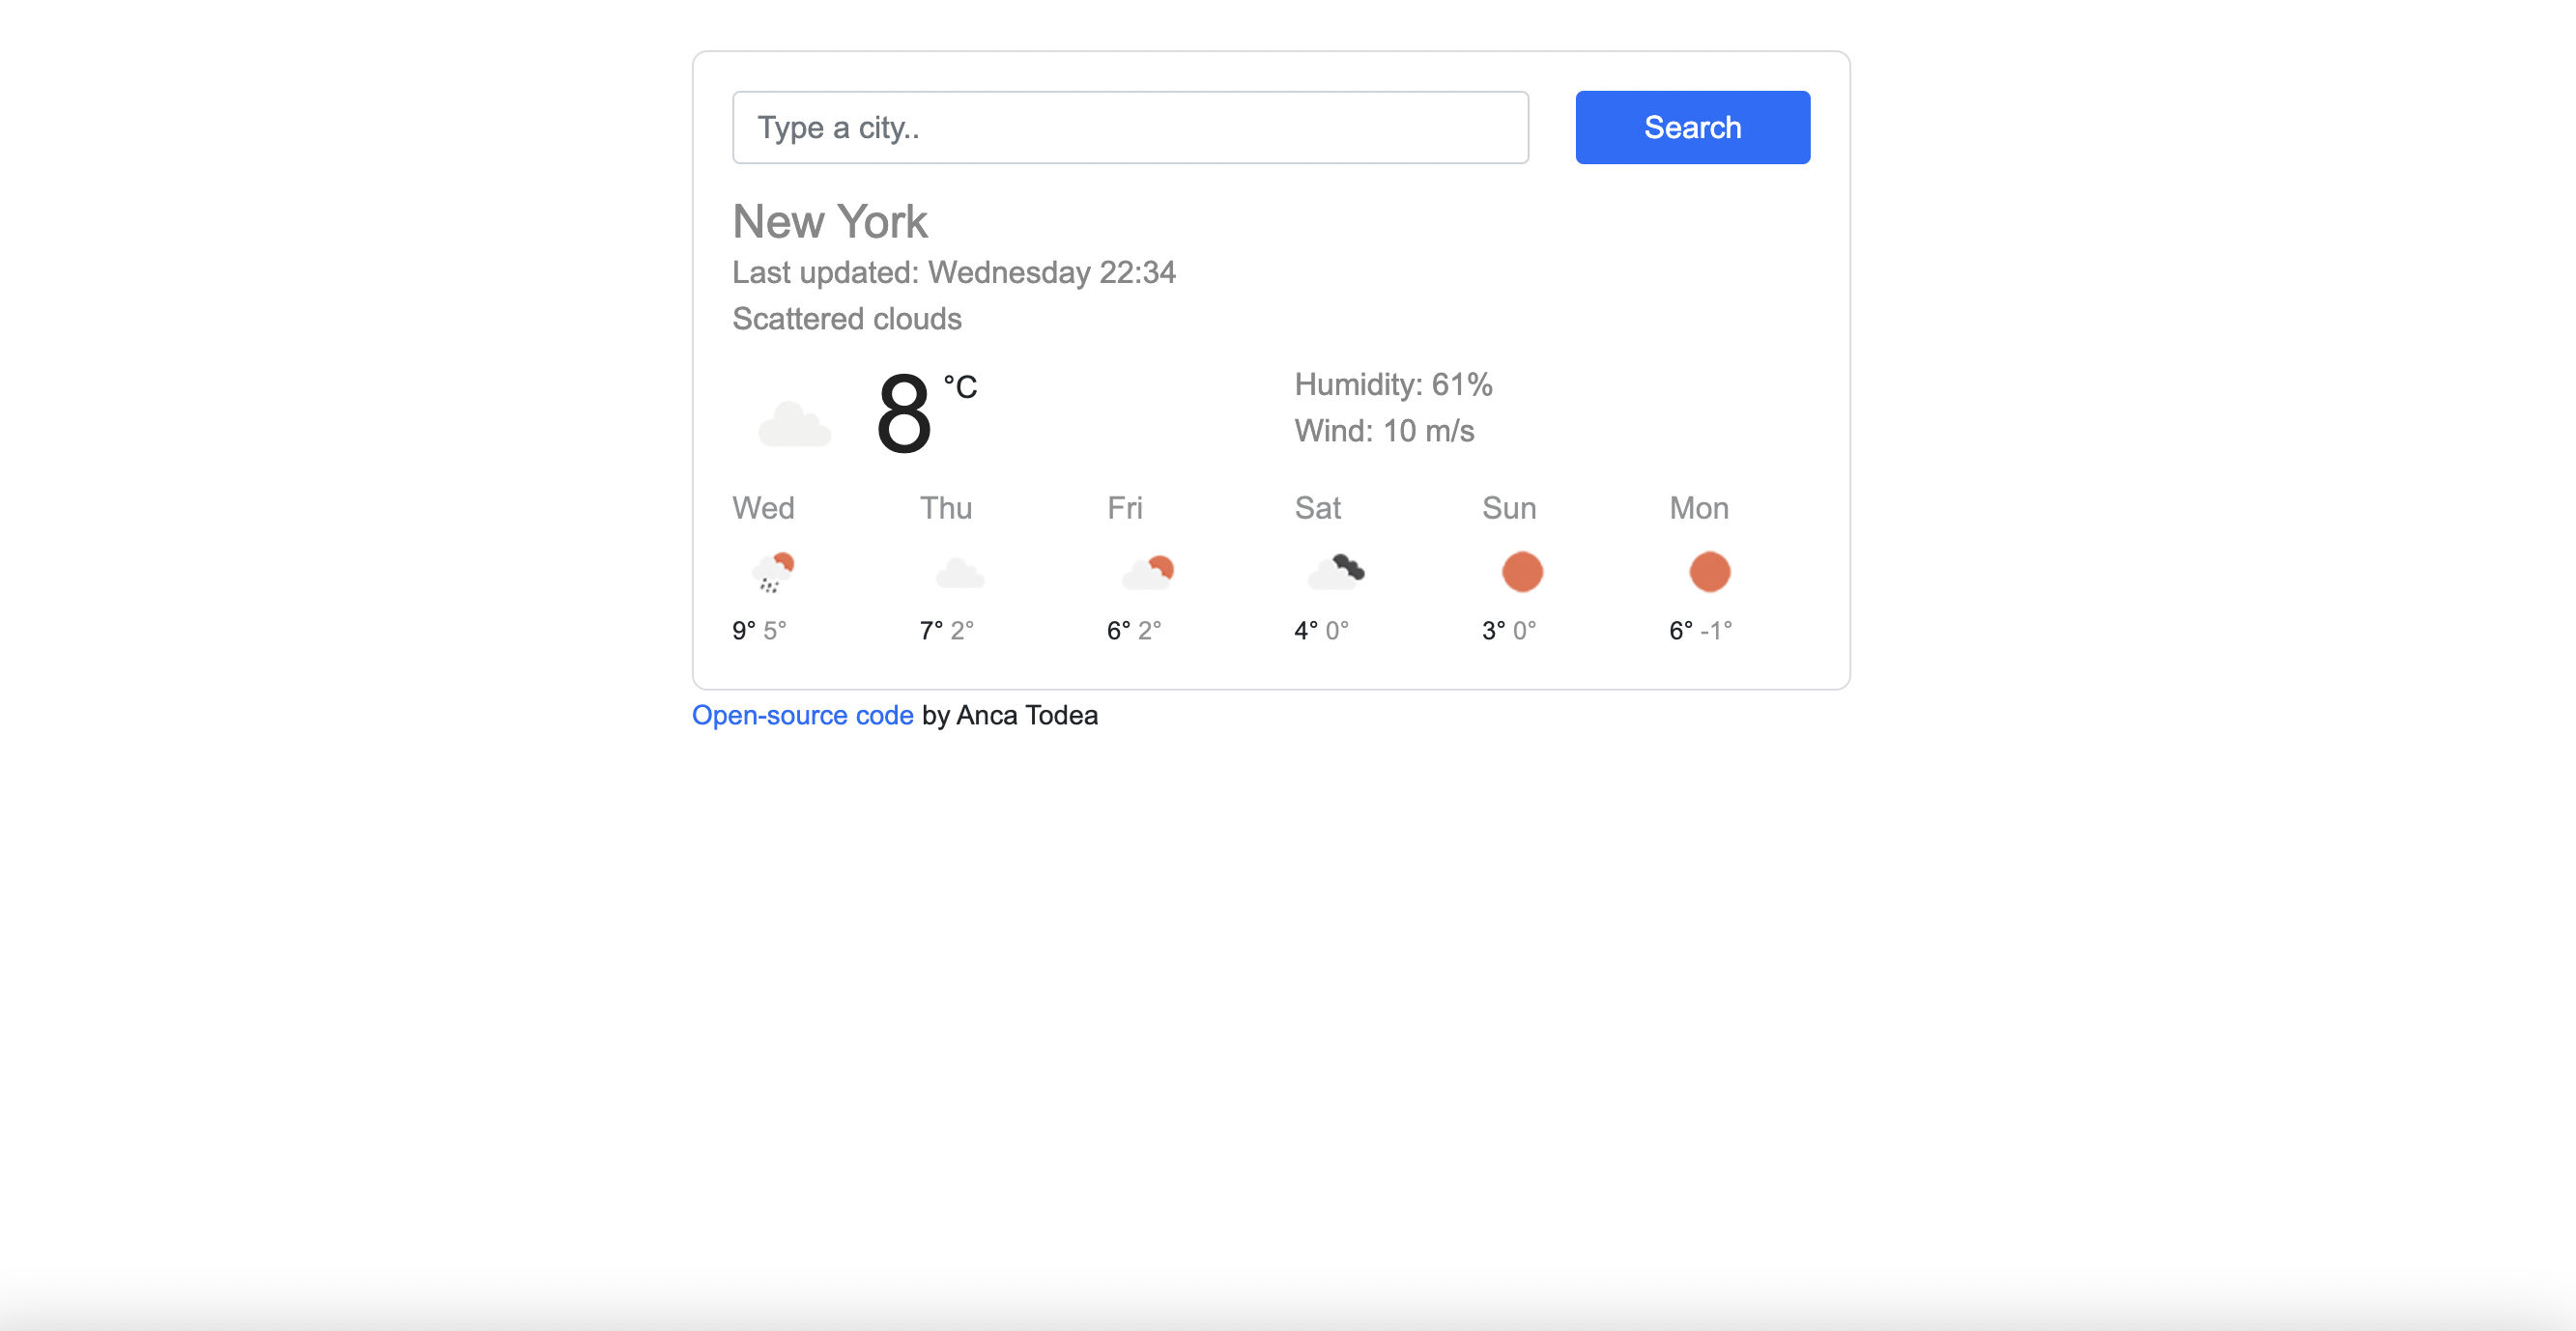 Type a city..
Search
New York
Last updated: Wednesday 22:34
Scattered clouds
8 °C
Humidity: 61%
Wind: 10 m/s
Wed Thu Fri Sat Sun Mon
9° 5° 7° 2° 6° 2° 4° 0° 3° 0° 6° -1°
Open-source code by Anca Todea